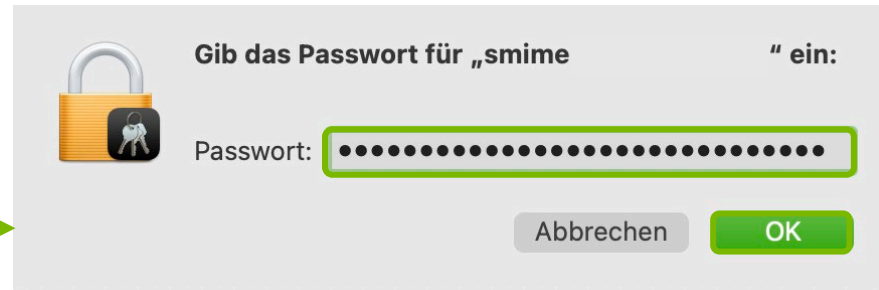 Gib das Passwort für „smime “ ein:
Passwort: ••••••••••••••••••••••••••••••
Abbrechen OK